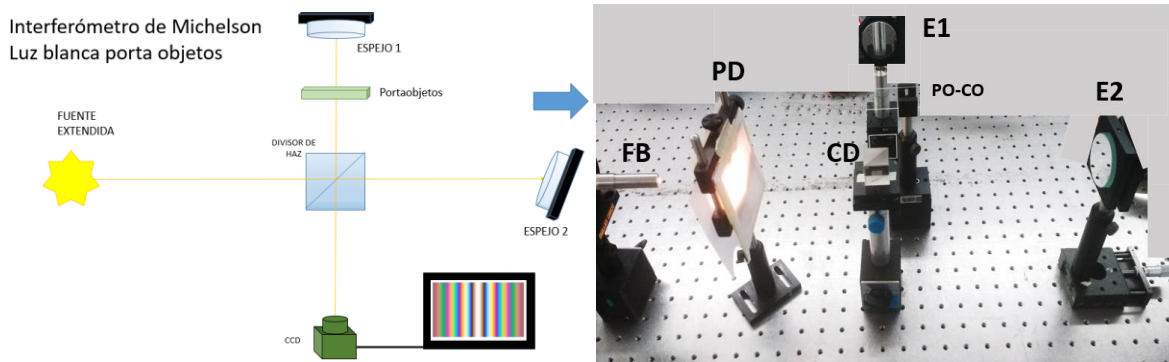 Interferómetro de Michelson
Luz blanca porta objetos
ESPEJO 1
Portaobjetos
FUENTE
EXTENDIDA
DIVISOR DE
HAZ
ESPEJO 2
CCD
E1
PD
PO-CO
E2
FB
CD